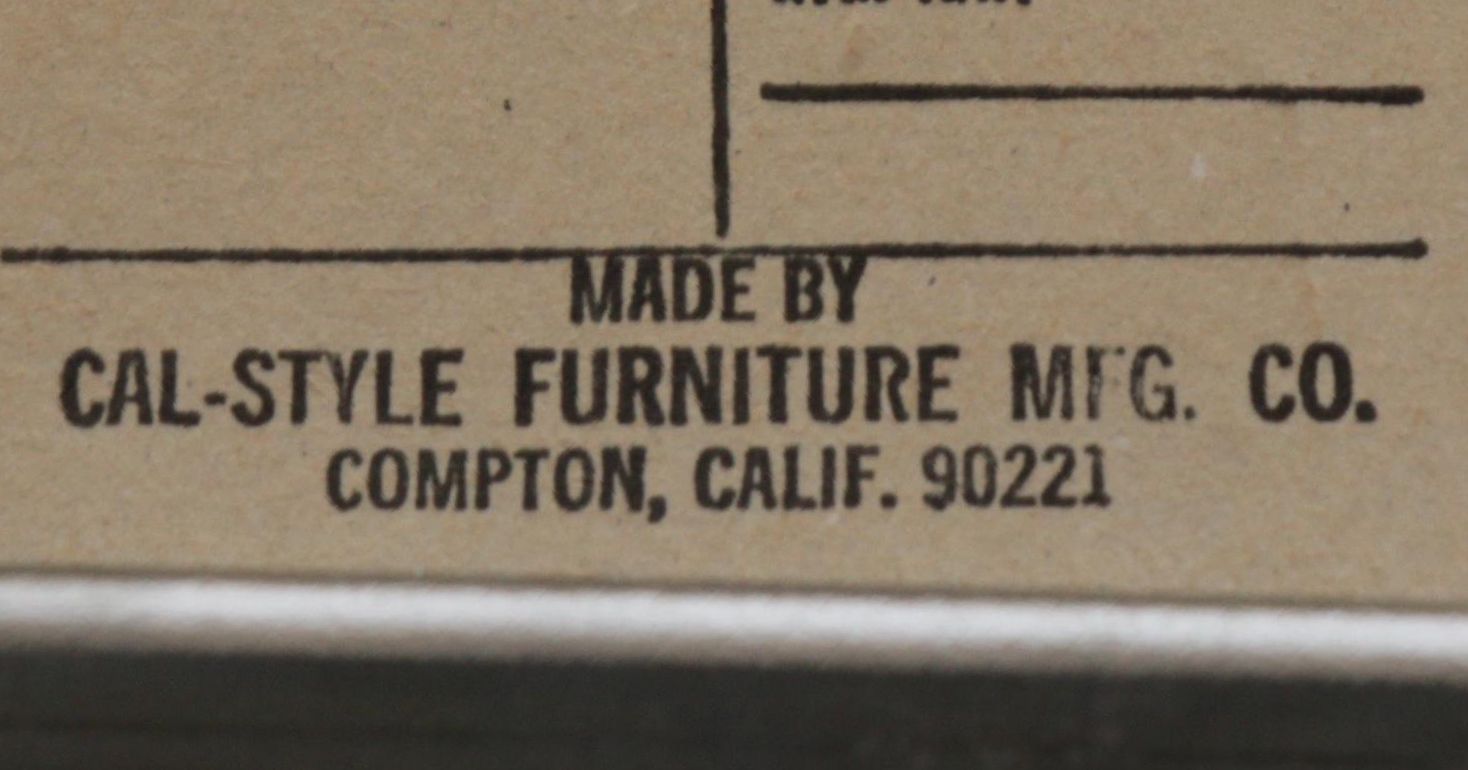 MADE BY
CAL-STYLE FURNITURE MFG. CO.
COMPTON, CALIF. 90221